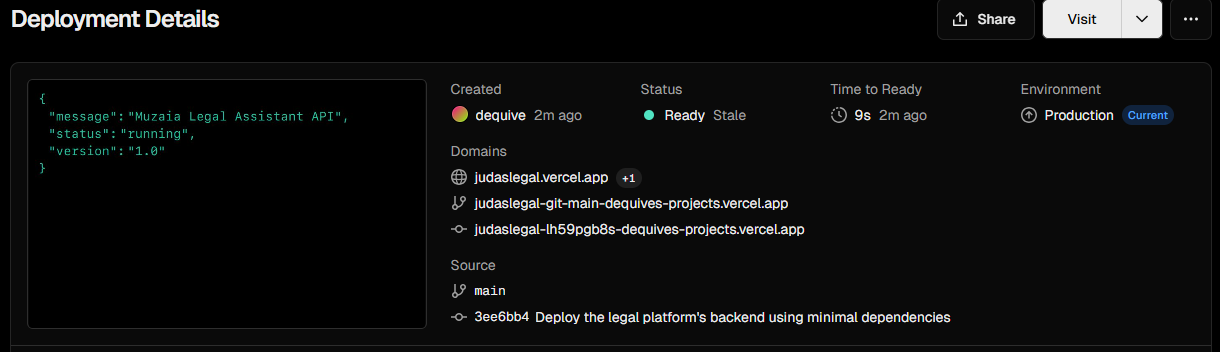 Deployment Details
Share
Visit
{
"message": "Muzaia Legal Assistant API",
"status": "running",
"version": "1.0"
}
Created
dequive 2m ago
Status
Ready Stale
Time to Ready
9s 2m ago
Environment
Production Current
Domains
judaslegal.vercel.app +1
judaslegal-git-main-dequives-projects.vercel.app
judaslegal-lh59pgb8s-dequives-projects.vercel.app
Source
main
3ee6bb4 Deploy the legal platform's backend using minimal dependencies